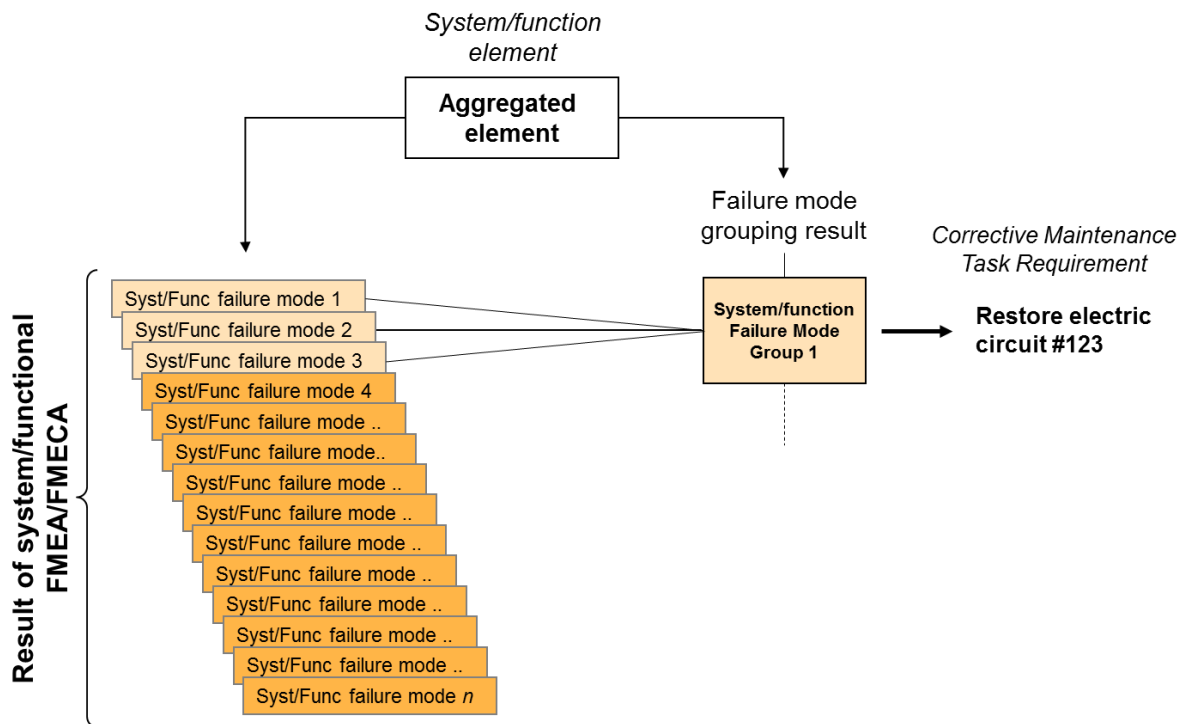 System/function
element
Aggregated
element
Failure mode
grouping result
Corrective Maintenance
Task Requirement
Result of system/functional
FMEA/FMECA
Syst/Func failure mode 1
Syst/Func failure mode 2
Syst/Func failure mode 3
Syst/Func failure mode 4
Syst/Func failure mode ..
Syst/Func failure mode..
Syst/Func failure mode ..
Syst/Func failure mode ..
Syst/Func failure mode ..
Syst/Func failure mode ..
Syst/Func failure mode ..
Syst/Func failure mode ..
Syst/Func failure mode ..
Syst/Func failure mode n
System/function
Failure Mode
Group 1
Restore electric
circuit #123